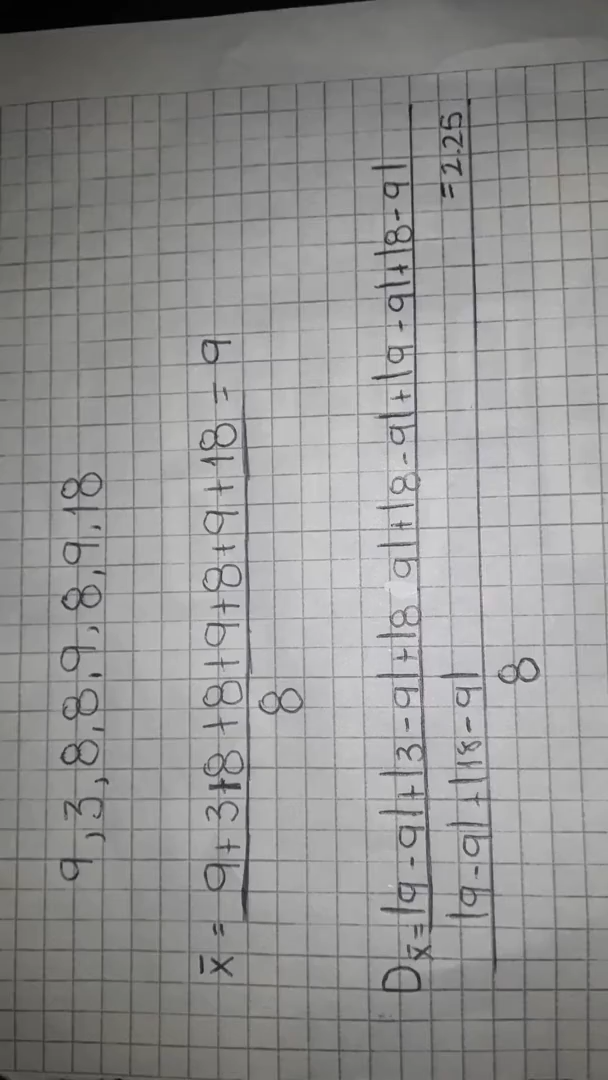 9,3,8,8,9,8,9,18
x̄ = 9+3+8+8+9+8+9+18 = 9
8
Dx̄ = |9-9|+|3-9|+|8 9|+|8-9|+|9-9|+|8-9|
|9-9|+|18-9| = 2.25
8